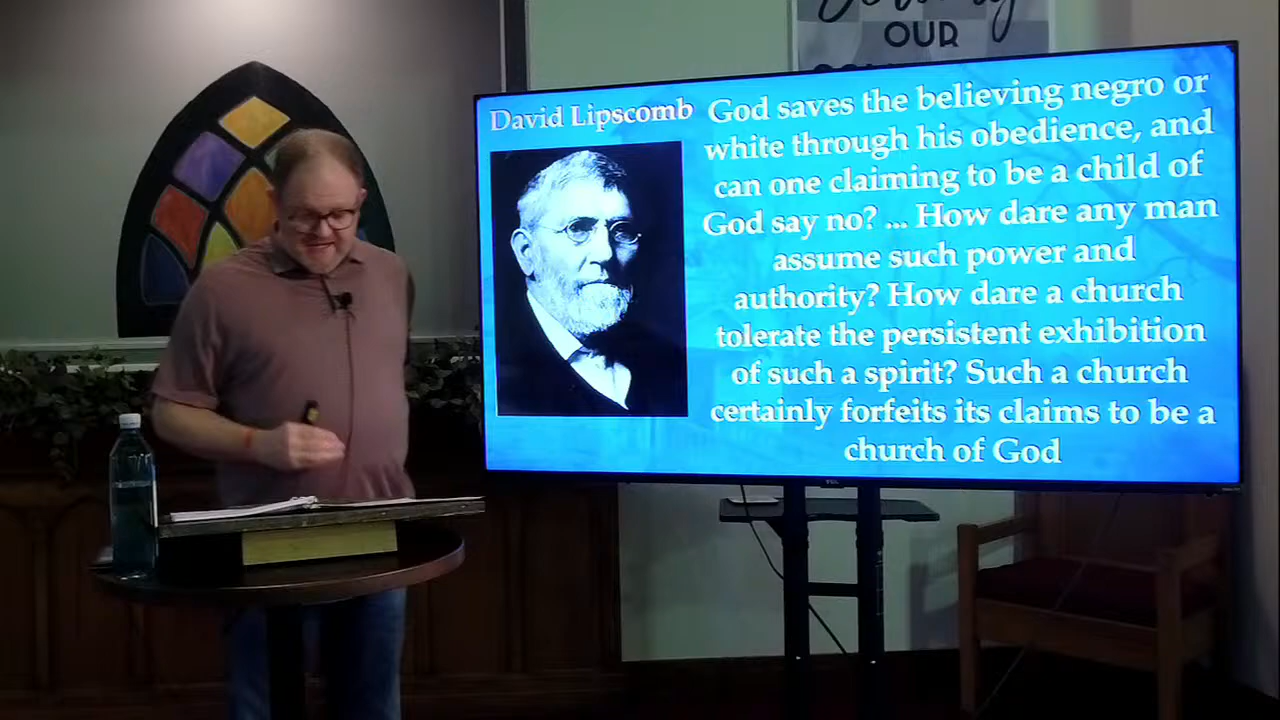 OUR
David Lipscomb
God saves the believing negro or
white through his obedience, and
can one claiming to be a child of
God say no? ... How dare any man
assume such power and
authority? How dare a church
tolerate the persistent exhibition
of such a spirit? Such a church
certainly forfeits its claims to be a
church of God